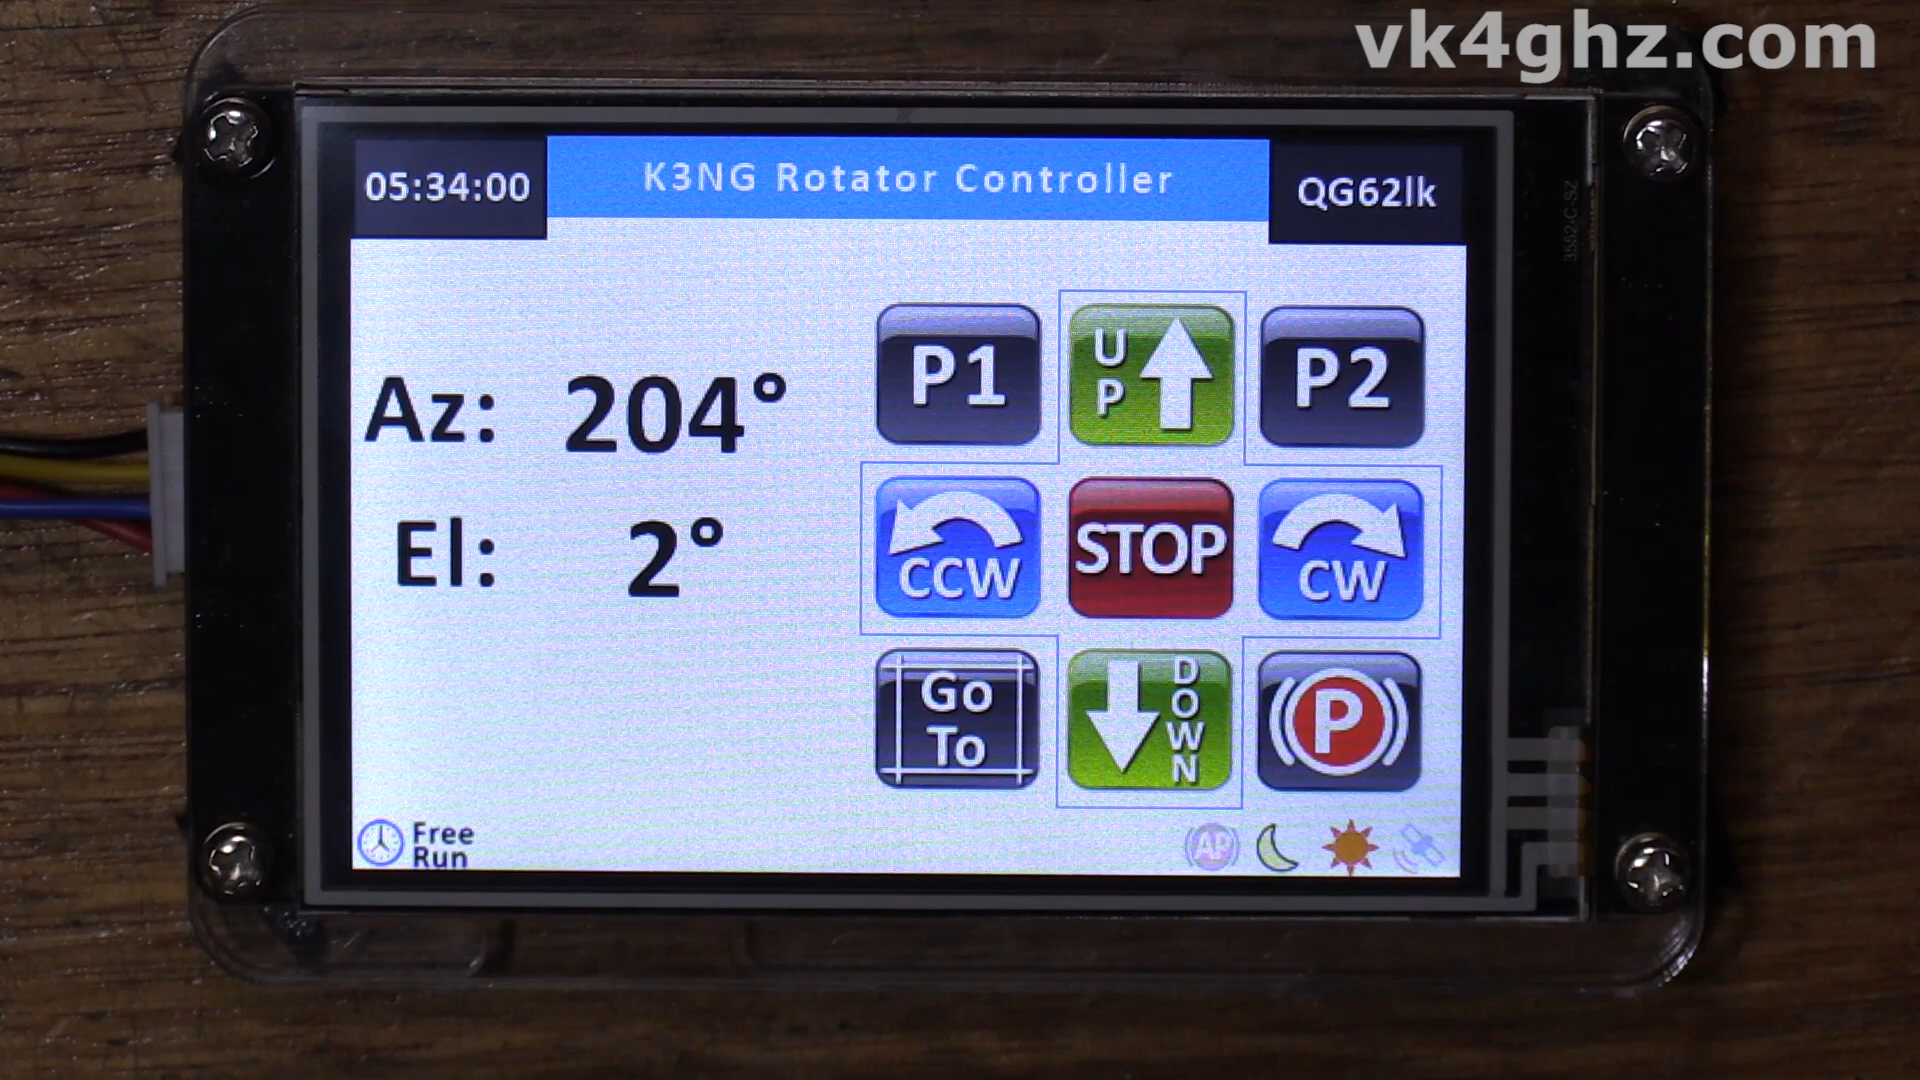 vk4ghz.com
05:34:00
K3NG Rotator Controller
QG62lk
Az: 204°
El: 2°
P1
UP
P2
CCW
STOP
CW
Go
To
DOWN
P
Free
Run
AP